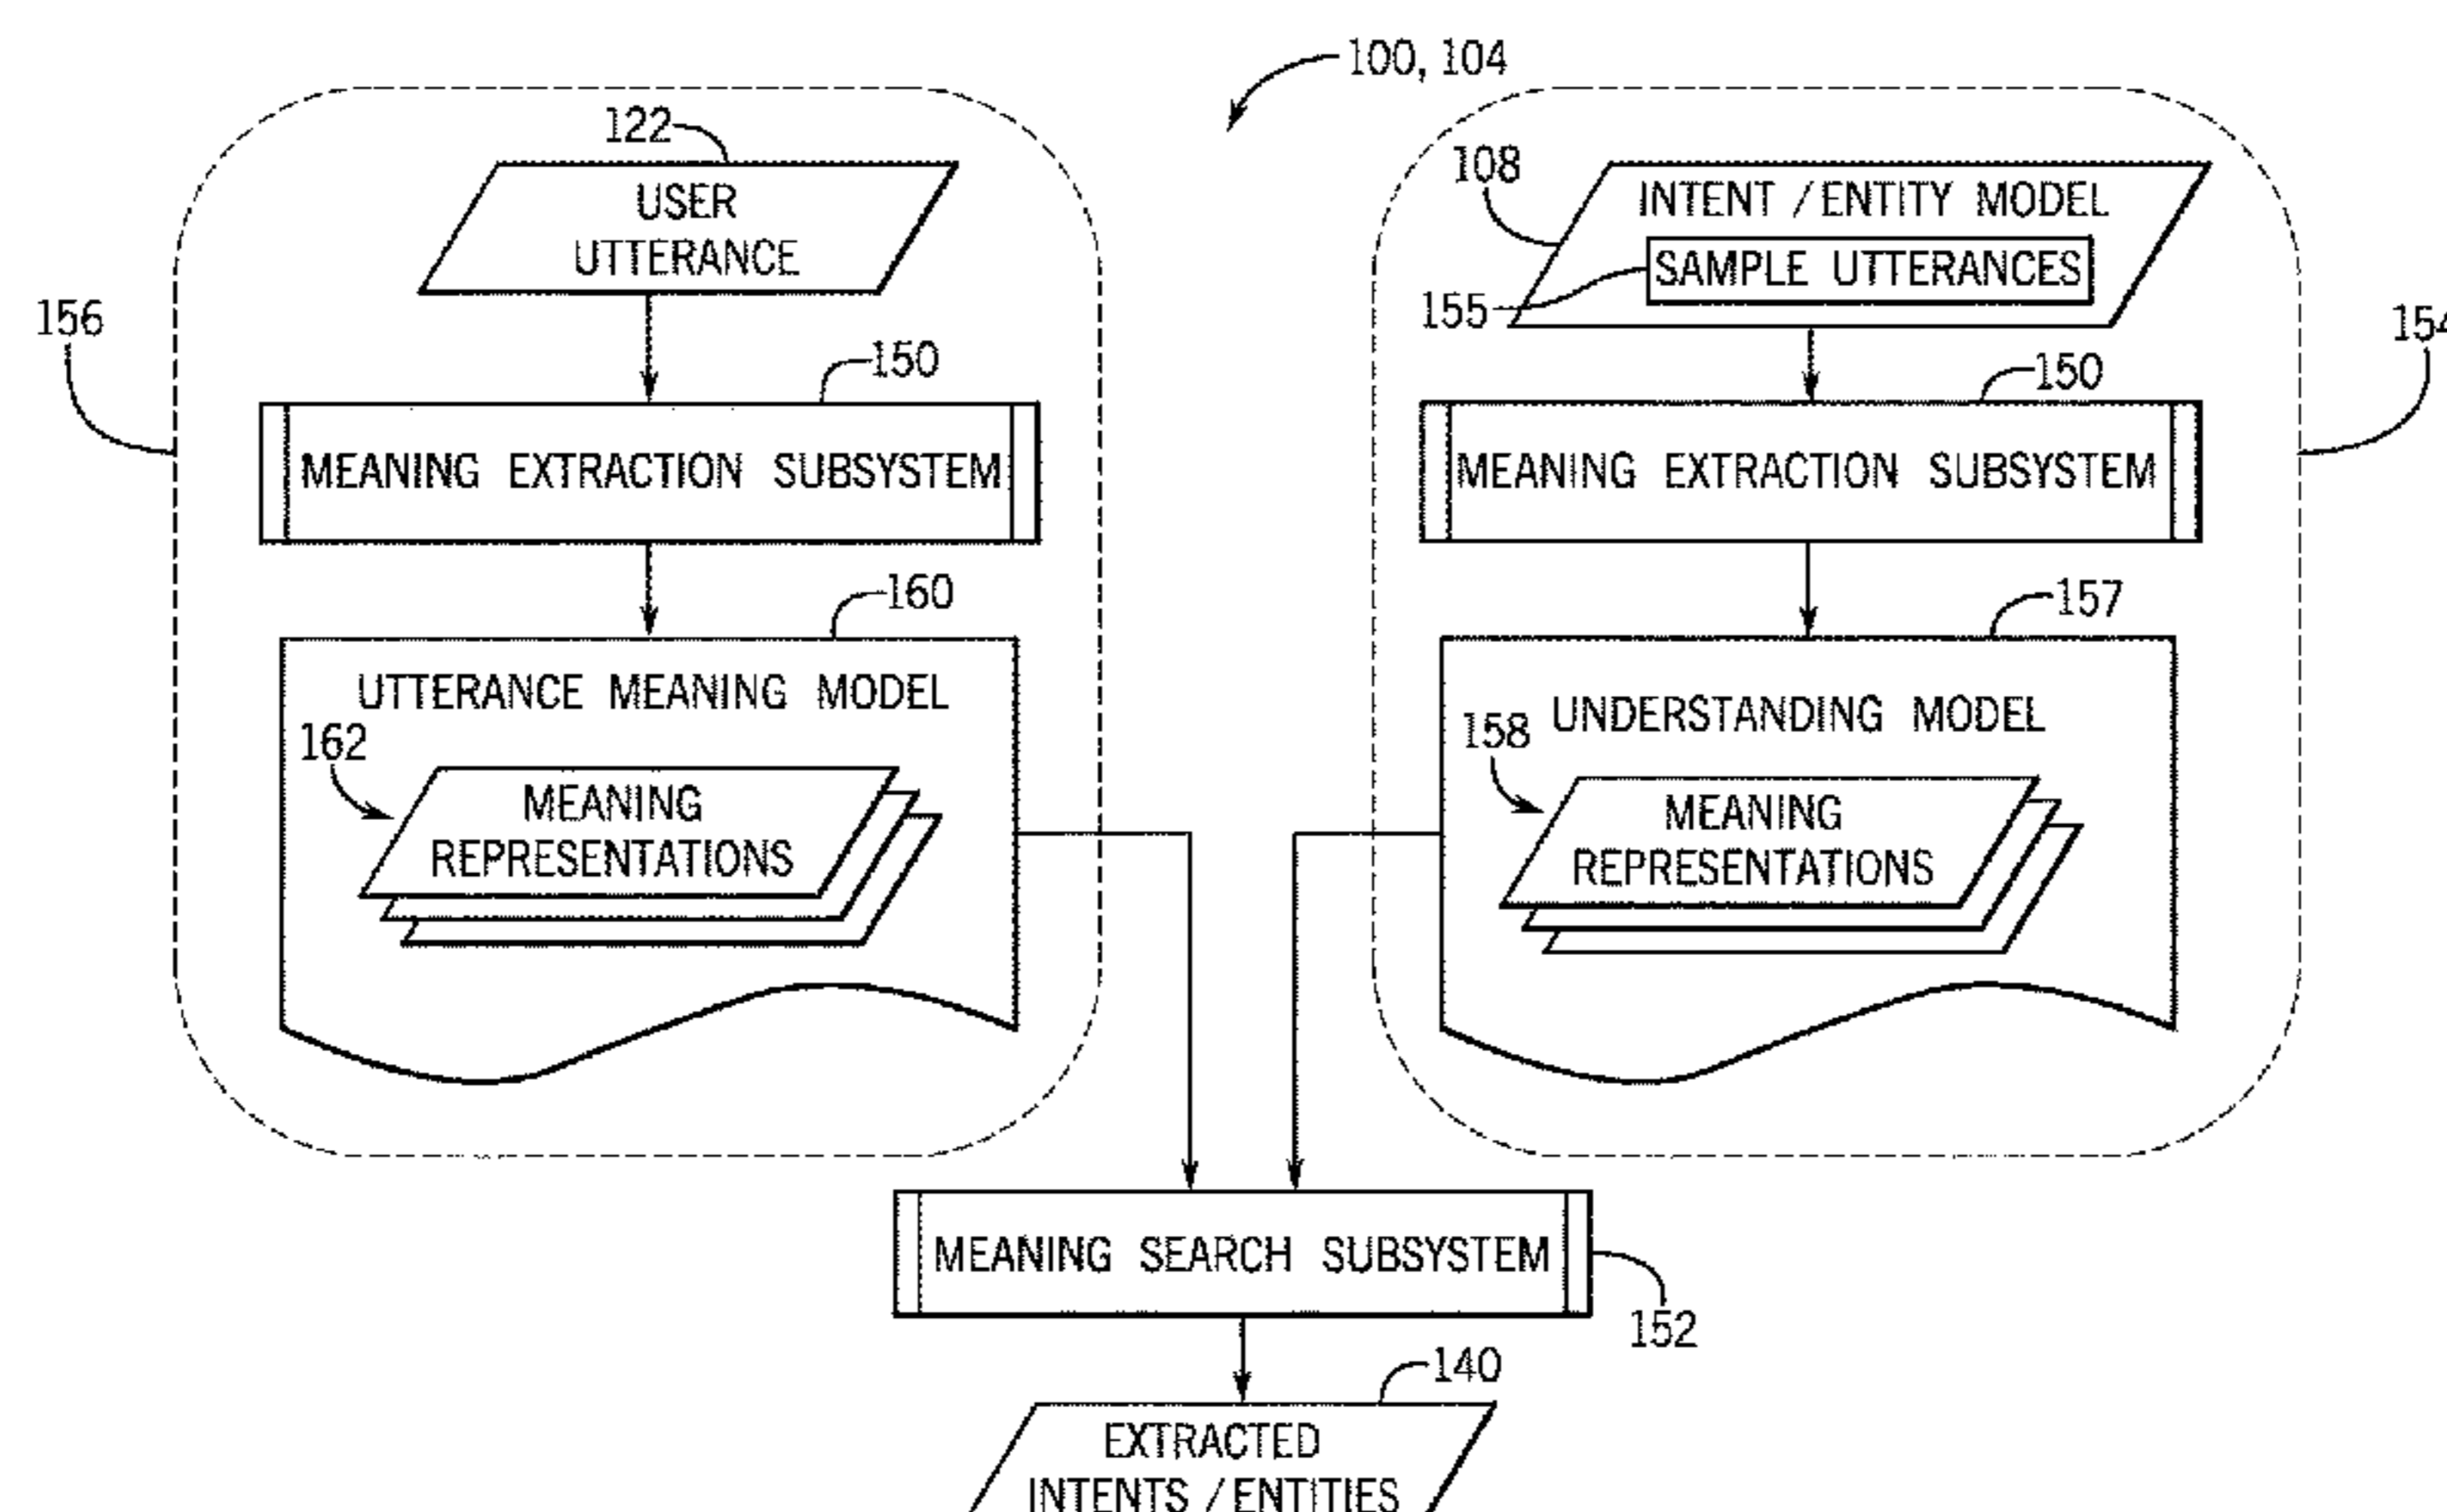 100, 104
122
USER
UTTERANCE
108
INTENT / ENTITY MODEL
SAMPLE UTTERANCES
155
156
154
150
MEANING EXTRACTION SUBSYSTEM
150
MEANING EXTRACTION SUBSYSTEM
160
UTTERANCE MEANING MODEL
162
MEANING
REPRESENTATIONS
157
UNDERSTANDING MODEL
158
MEANING
REPRESENTATIONS
MEANING SEARCH SUBSYSTEM
152
140
EXTRACTED
INTENTS / ENTITIES